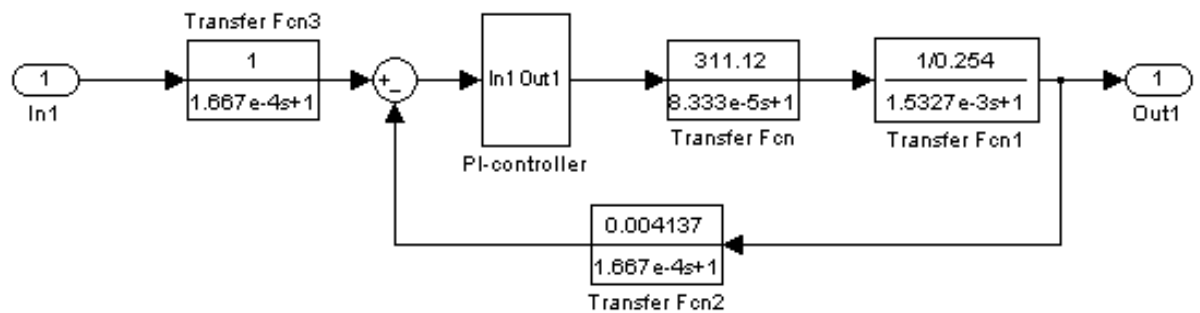 Transfer Fcn3
1
1.667e-4s+1
1
In1
+
−
In1 Out1
PI-controller
311.12
8.333e-5s+1
Transfer Fcn
1/0.254
1.5327e-3s+1
Transfer Fcn1
1
Out1
0.004137
1.667e-4s+1
Transfer Fcn2